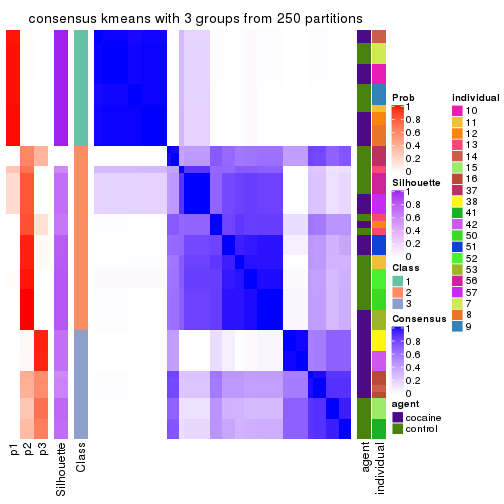 consensus kmeans with 3 groups from 250 partitions
p1
p2
p3
Silhouette
Class
agent
individual
Prob
1
0.8
0.6
0.4
0.2
0
Silhouette
1
0.8
0.6
0.4
0.2
0
Class
1
2
3
Consensus
1
0.8
0.6
0.4
0.2
0
agent
cocaine
control
individual
10
11
12
13
14
15
16
37
38
41
42
50
51
52
53
56
57
7
8
9